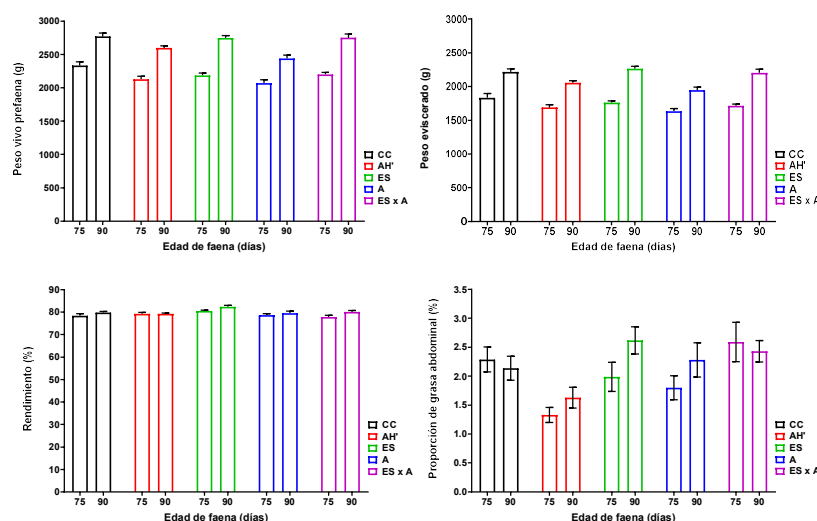 Peso vivo prefaena (g)
3000
2500
2000
1500
1000
500
0
75 90 75 90 75 90 75 90 75 90
Edad de faena (días)
CC
AH'
ES
A
ES x A
Peso eviscerado (g)
3000
2500
2000
1500
1000
500
0
75 90 75 90 75 90 75 90 75 90
Edad de faena (días)
CC
AH'
ES
A
ES x A
Rendimiento (%)
90
80
70
60
50
40
30
20
10
0
75 90 75 90 75 90 75 90 75 90
Edad de faena (días)
CC
AH'
ES
A
ES x A
Proporción de grasa abdominal (%)
3.5
3.0
2.5
2.0
1.5
1.0
0.5
0.0
75 90 75 90 75 90 75 90 75 90
Edad de faena (días)
CC
AH'
ES
A
ES x A